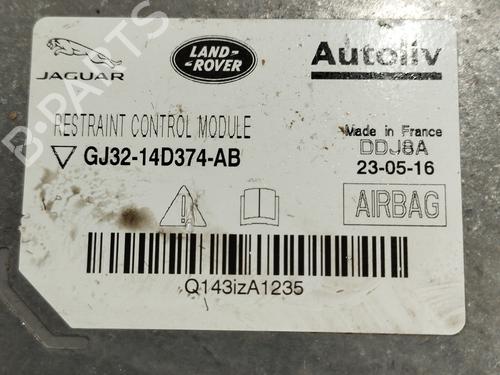 JAGUAR
LAND-
ROVER
Autoliv
RESTRAINT CONTROL MODULE
GJ32-14D374-AB
Made in France
DDJ8A
23-05-16
AIRBAG
Q143izA1235
B-PARTS